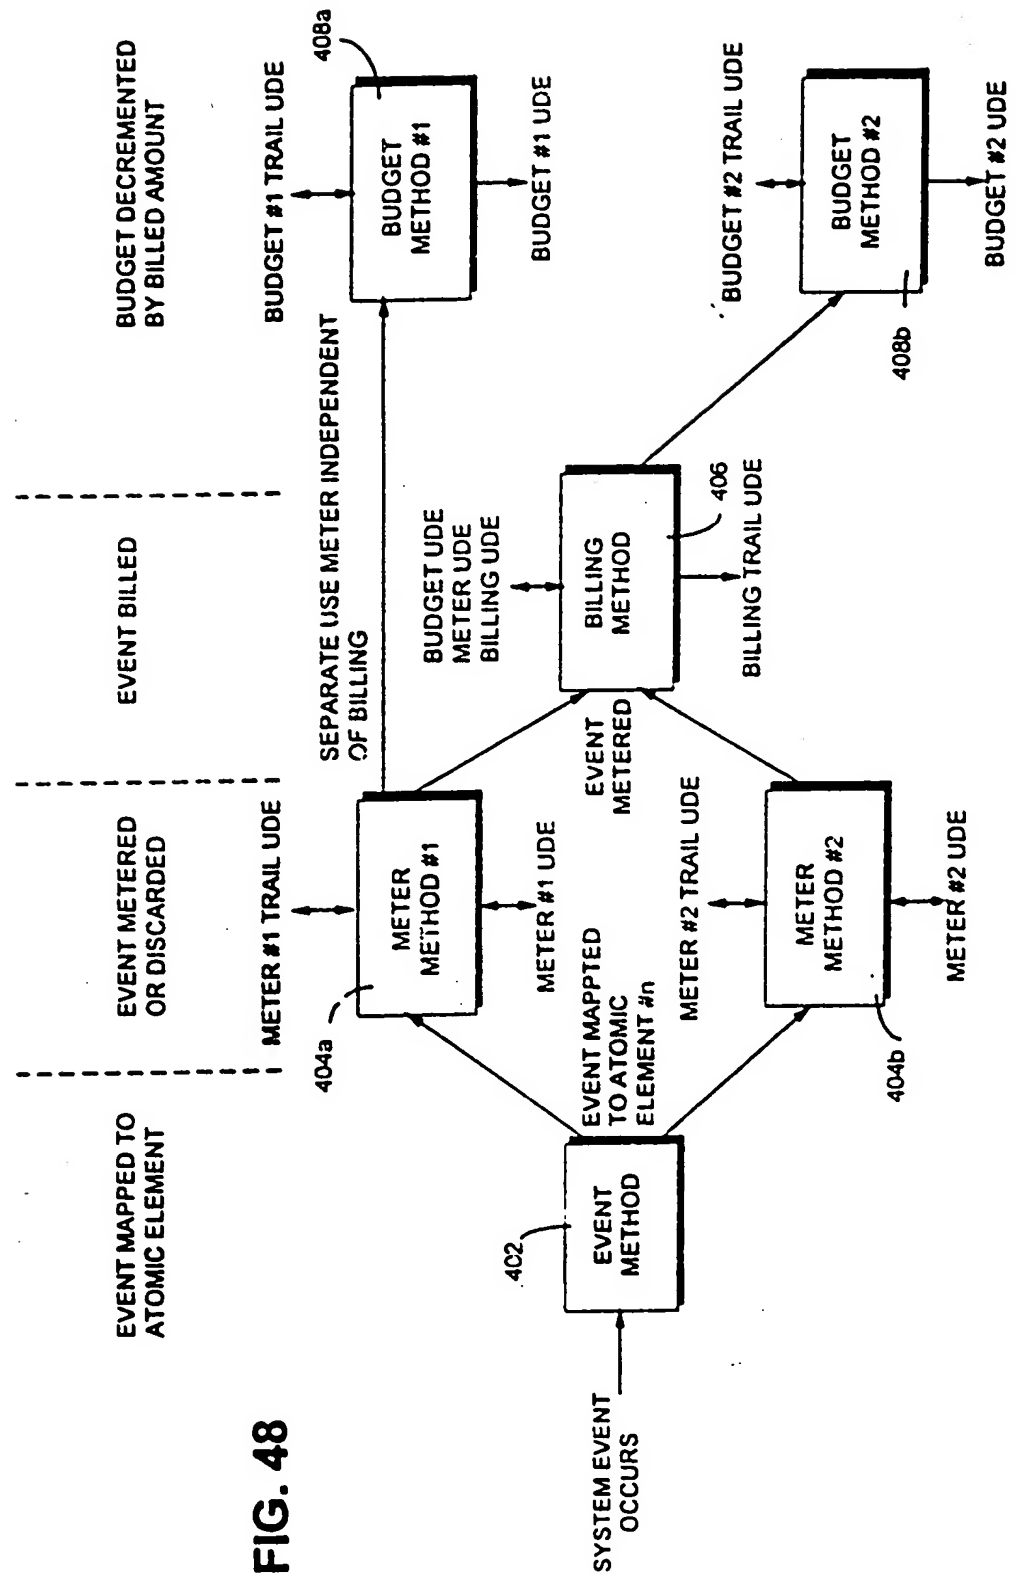 FIG. 48
EVENT MAPPED TO
ATOMIC ELEMENT
EVENT METERED
OR DISCARDED
EVENT BILLED
BUDGET DECREMENTED
BY BILLED AMOUNT
SYSTEM EVENT
OCCURS
402
EVENT
METHOD
EVENT MAPPTED
TO ATOMIC
ELEMENT #n
METER #1 TRAIL UDE
404a
METER
METHOD #1
METER #1 UDE
METER #2 TRAIL UDE
METER
METHOD #2
404b
METER #2 UDE
SEPARATE USE METER INDEPENDENT
OF BILLING
EVENT
METERED
BUDGET UDE
METER UDE
BILLING UDE
BILLING
METHOD
406
BILLING TRAIL UDE
BUDGET #1 TRAIL UDE
408a
BUDGET
METHOD #1
BUDGET #1 UDE
BUDGET #2 TRAIL UDE
BUDGET
METHOD #2
408b
BUDGET #2 UDE